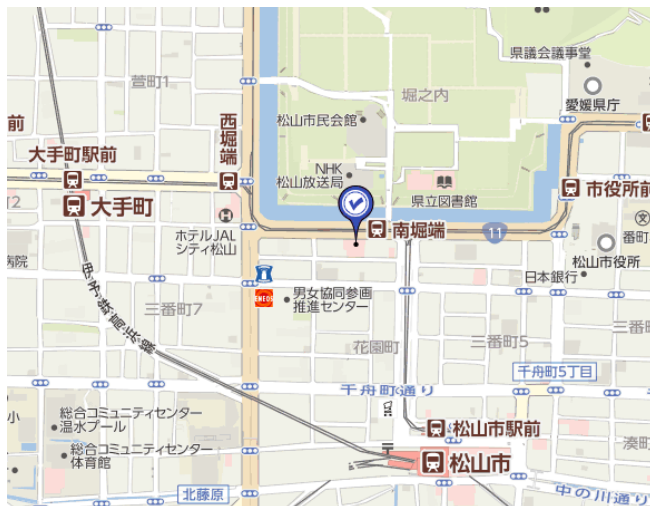 県議会議事堂
萱町1
堀之内
愛媛県庁
松山市民会館
前
西堀端
大手町駅前
NHK
松山放送局
県立図書館
市役所前
町2
大手町
南堀端
11
ホテルJAL
シティ松山
番町
松山市役所
病院
日本銀行
伊予鉄高浜線
ENEOS
男女協同参画
推進センター
三番町7
三番町
花園町
三番町5
千舟町5丁目
千舟町通り
小
総合コミュニティセンター
温水プール
松山市駅前
湊町
総合コミュニティセンター
体育館
松山市
北藤原
中の川通り